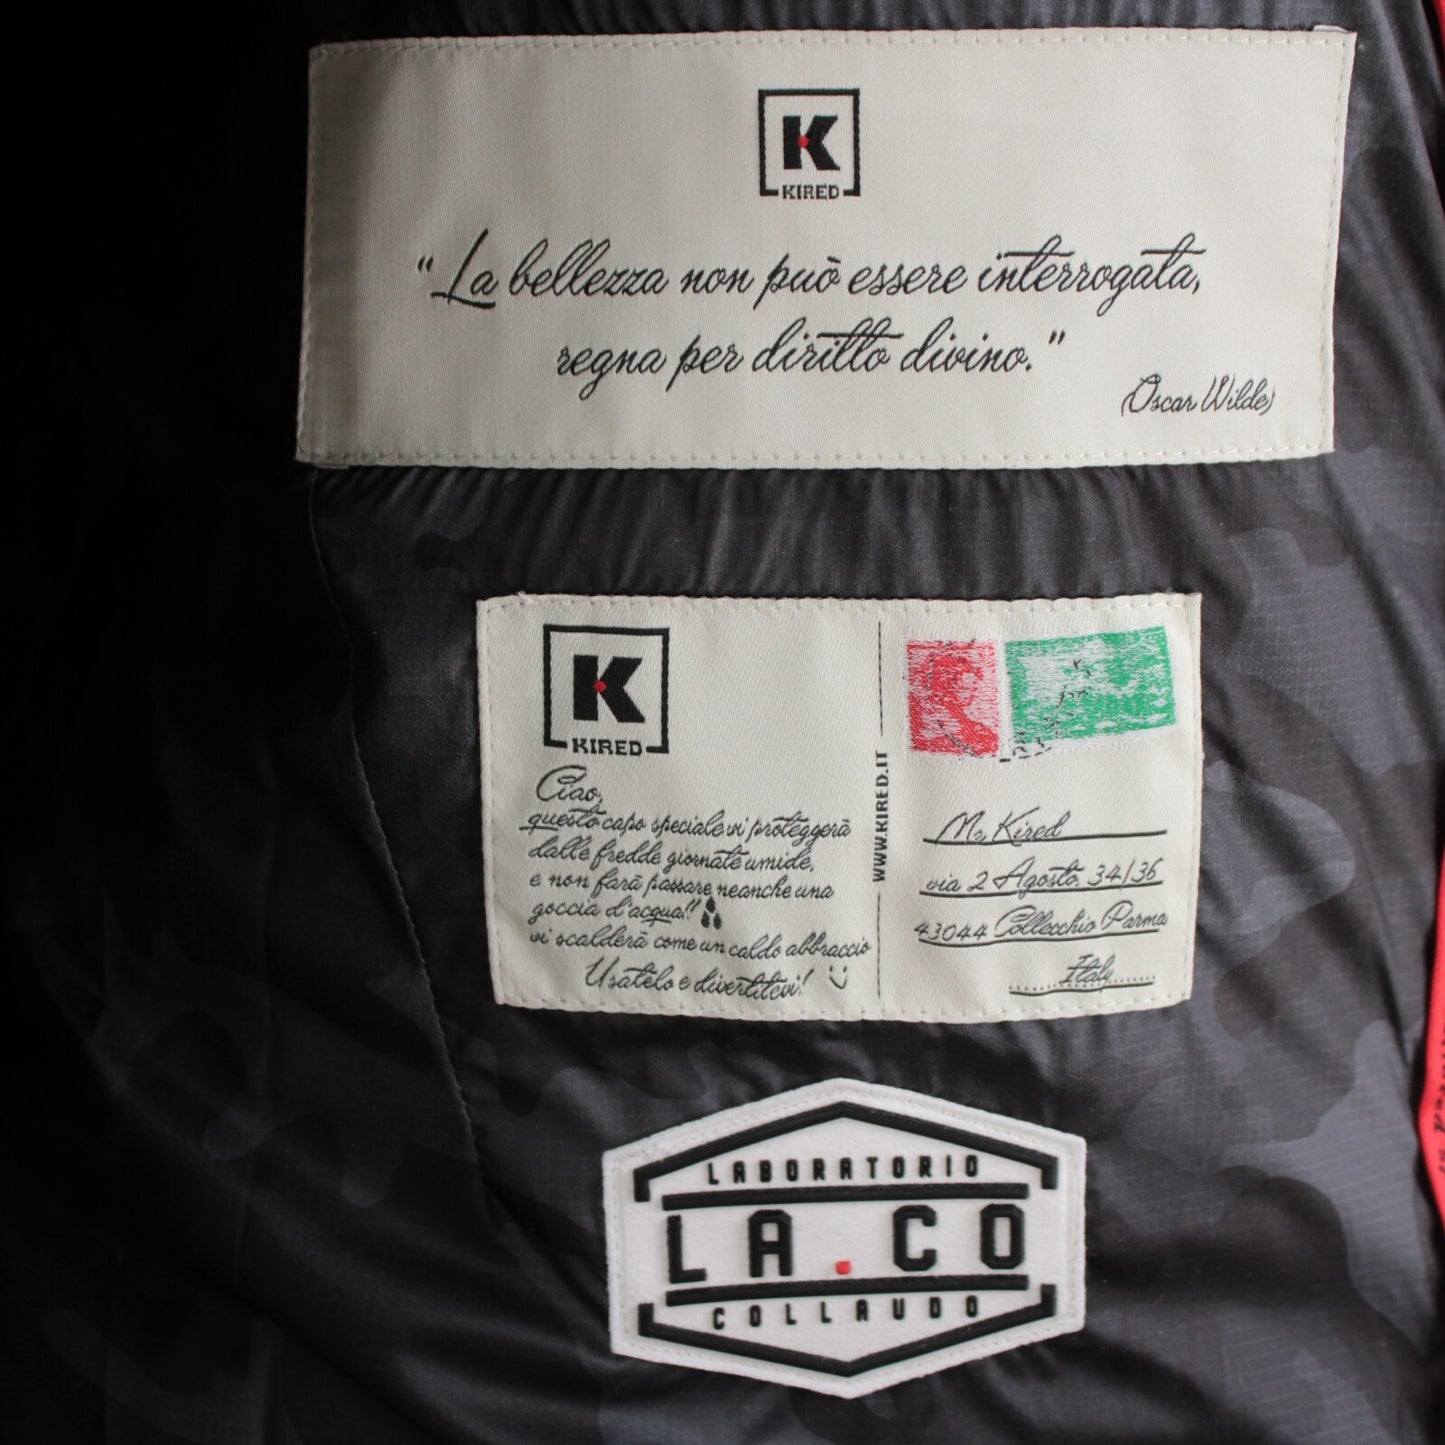 K
KIRED
“La bellezza non può essere interrogata,
regna per diritto divino.”
(Oscar Wilde)
K
KIRED
Ciao,
questo capo speciale vi proteggerà
dalle fredde giornate umide,
e non farà passare neanche una
goccia d'acqua!!
vi scalderà come un caldo abbraccio
Usatelo e divertitevi!
WWW.KIRED.IT
Mr Kired
via 2 Agosto 34/36
43044 Collecchio Parma
Italy
LABORATORIO
LA.CO
COLLAUDO